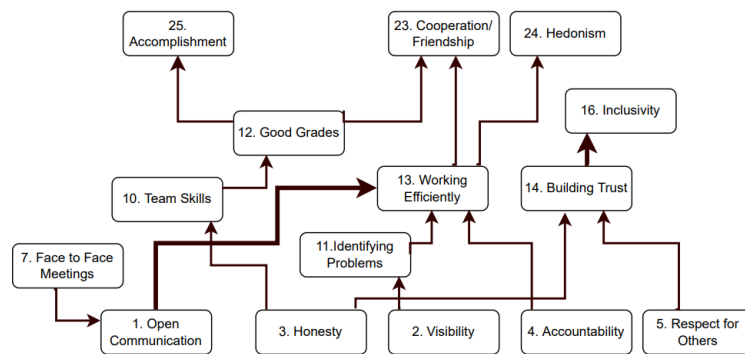 25.
Accomplishment
23. Cooperation/
Friendship
24. Hedonism
16. Inclusivity
12. Good Grades
10. Team Skills
13. Working
Efficiently
14. Building Trust
7. Face to Face
Meetings
11.Identifying
Problems
1. Open
Communication
3. Honesty
2. Visibility
4. Accountability
5. Respect for
Others